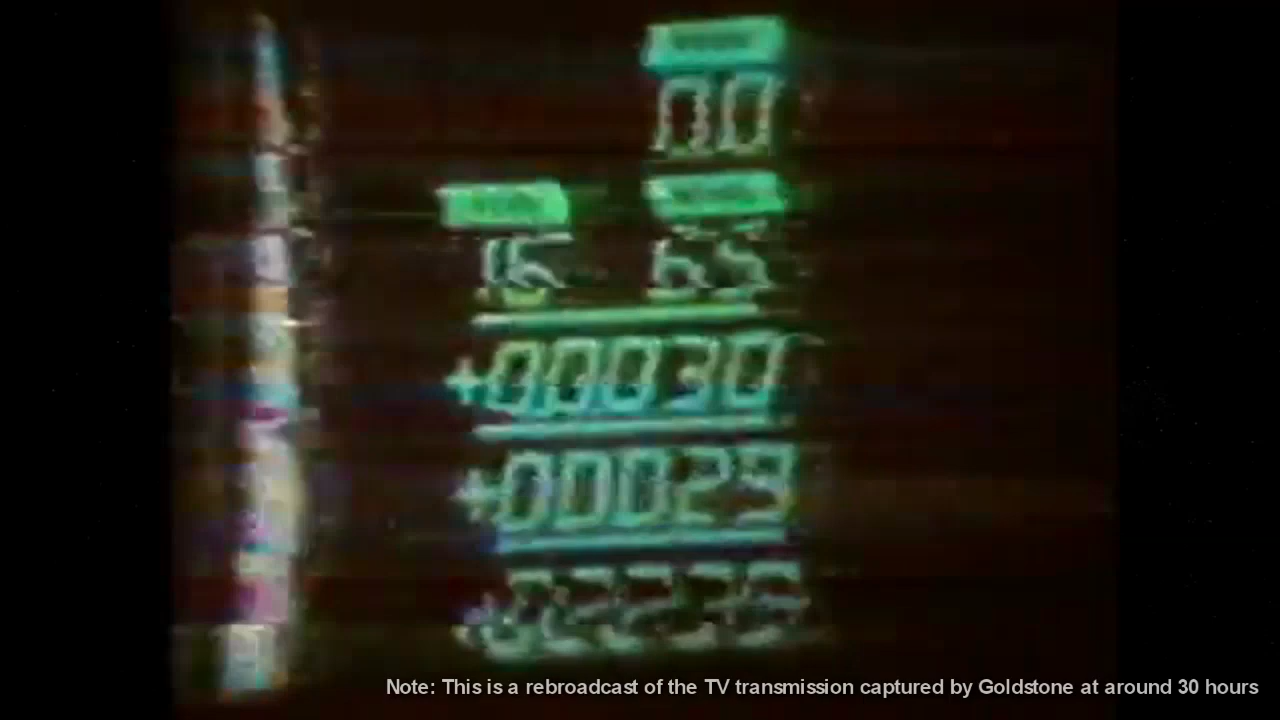 00
16 65
+00030
+00029
Note: This is a rebroadcast of the TV transmission captured by Goldstone at around 30 hours